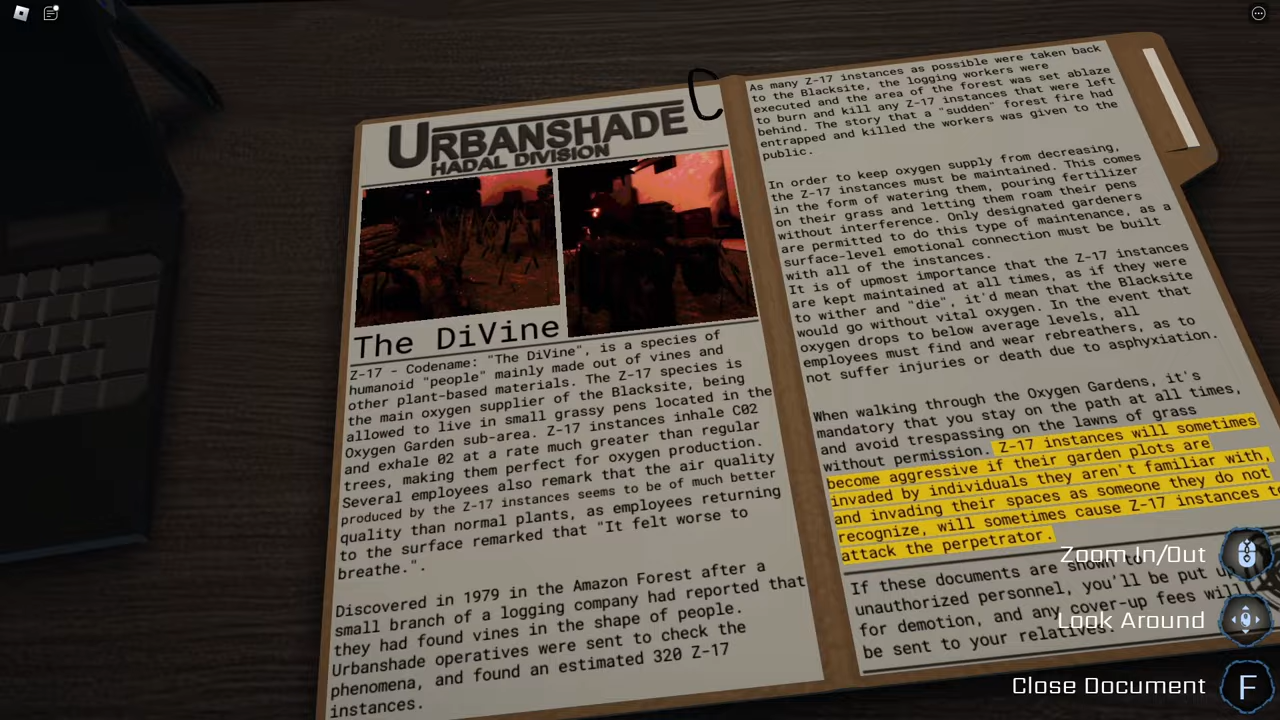 URBANSHADE
HADAL DIVISION
The DiVine
Z-17 - Codename: "The DiVine", is a species of
humanoid "people" mainly made out of vines and
other plant-based materials. The Z-17 species is
the main oxygen supplier of the Blacksite, being
allowed to live in small grassy pens located in the
Oxygen Garden sub-area. Z-17 instances inhale C02
and exhale 02 at a rate much greater than regular
trees, making them perfect for oxygen production.
Several employees also remark that the air quality
produced by the Z-17 instances seems to be of much better
quality than normal plants, as employees returning
to the surface remarked that "It felt worse to
breathe.".
Discovered in 1979 in the Amazon Forest after a
small branch of a logging company had reported that
they had found vines in the shape of people.
Urbanshade operatives were sent to check the
phenomena, and found an estimated 320 Z-17
instances.
As many Z-17 instances as possible were taken back
to the Blacksite, the logging workers were
executed and the area of the forest was set ablaze
to burn and kill any Z-17 instances that were left
behind. The story that a "sudden" forest fire had
entrapped and killed the workers was given to the
public.
In order to keep oxygen supply from decreasing,
the Z-17 instances must be maintained. This comes
in the form of watering them, pouring fertilizer
on their grass and letting them roam their pens
without interference. Only designated gardeners
are permitted to do this type of maintenance, as a
surface-level emotional connection must be built
with all of the instances.
It is of upmost importance that the Z-17 instances
are kept maintained at all times, as if they were
to wither and "die", it'd mean that the Blacksite
would go without vital oxygen. In the event that
oxygen drops to below average levels, all
employees must find and wear rebreathers, as to
not suffer injuries or death due to asphyxiation.
When walking through the Oxygen Gardens, it's
mandatory that you stay on the path at all times,
and avoid trespassing on the lawns of grass
without permission. Z-17 instances will sometimes
become aggressive if their garden plots are
invaded by individuals they aren't familiar with,
and invading their spaces as someone they do not
recognize, will sometimes cause Z-17 instances to
attack the perpetrator.
If these documents are shown to
unauthorized personnel, you'll be put up
for demotion, and any cover-up fees will
be sent to your relatives.
Zoom In/Out
Look Around
Close Document
F